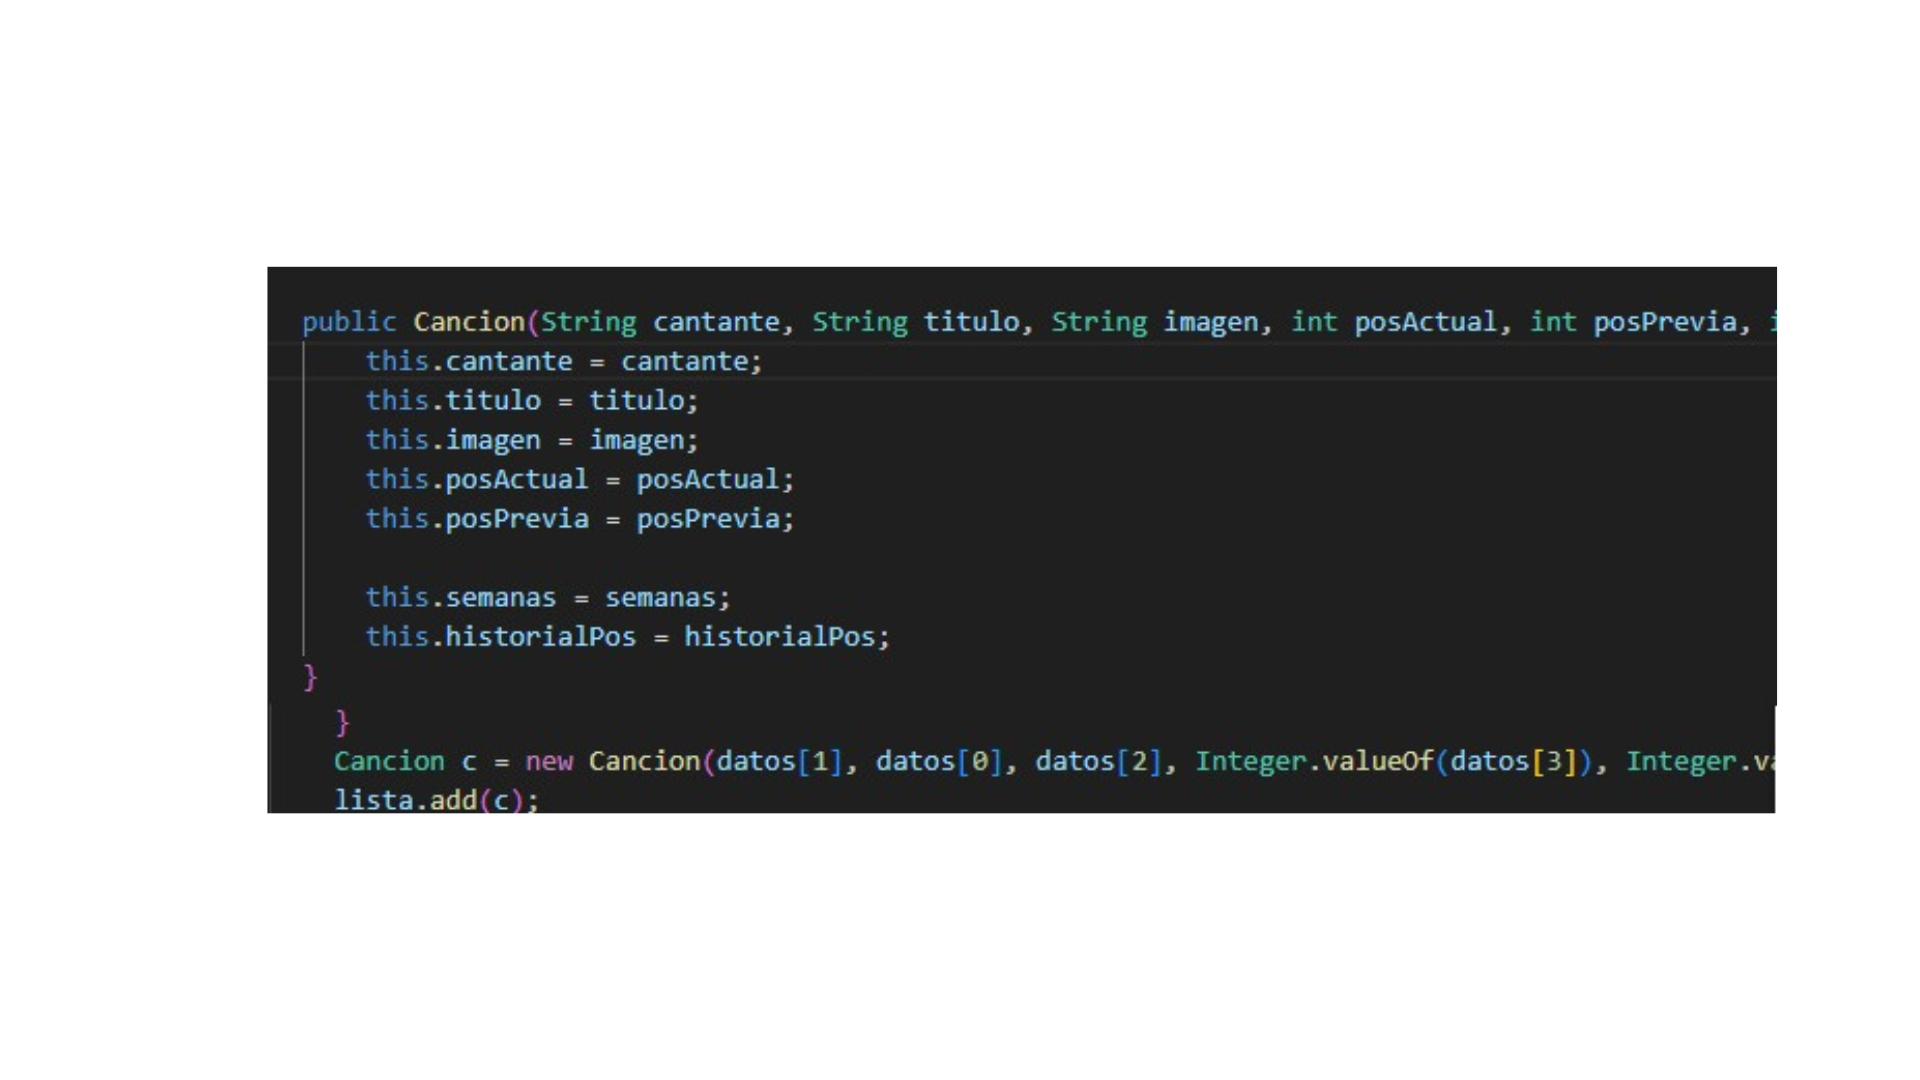 public Cancion(String cantante, String titulo, String imagen, int posActual, int posPrevia,
this.cantante = cantante;
this.titulo = titulo;
this.imagen = imagen;
this.posActual = posActual;
this.posPrevia = posPrevia;
this.semanas = semanas;
this.historialPos = historialPos;
}
}
Cancion c = new Cancion(datos[1], datos[0], datos[2], Integer.valueOf(datos[3]), Integer.va
lista.add(c);